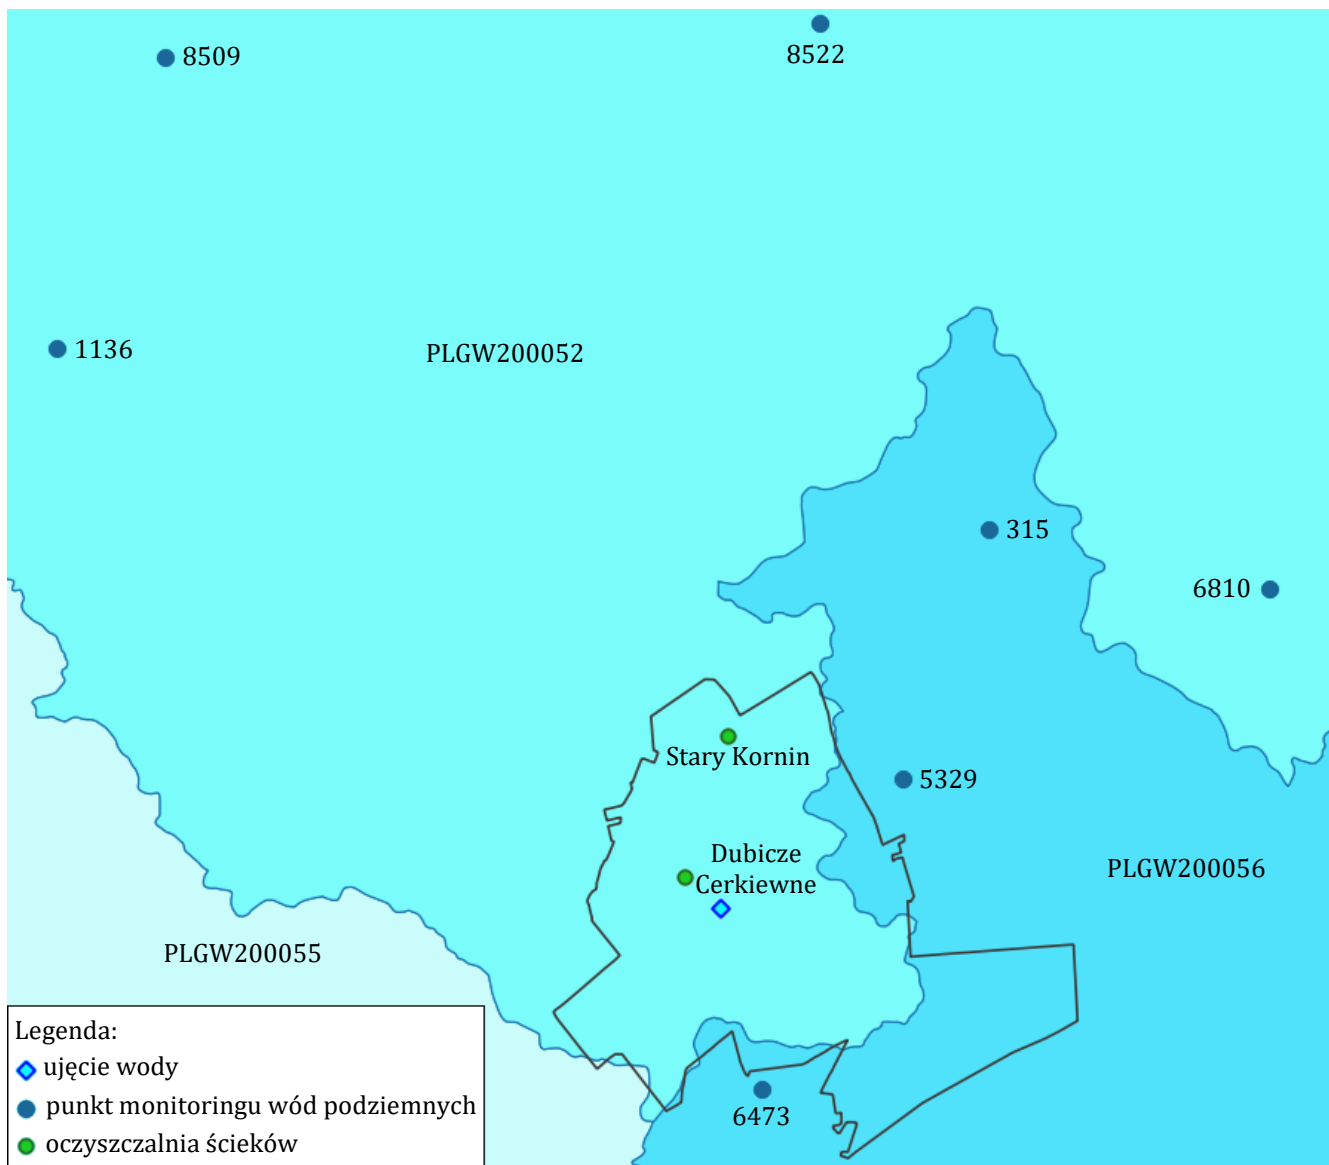 8509
8522
1136
PLGW200052
315
6810
Stary Kornin
5329
Dubicze
Cerkiewne
PLGW200056
PLGW200055
6473
Legenda:
ujęcie wody
punkt monitoringu wód podziemnych
oczyszczalnia ścieków